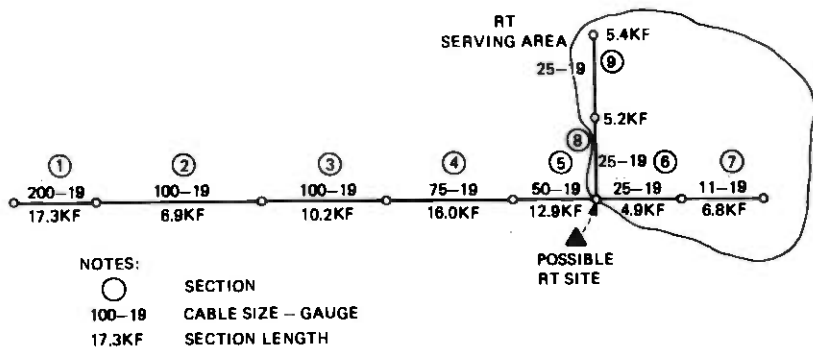 RT
SERVING AREA
5.4KF
25–19
9
5.2KF
8
1
2
3
4
5
25–19
6
7
200–19
100–19
100–19
75–19
50–19
25–19
11–19
17.3KF
6.9KF
10.2KF
16.0KF
12.9KF
4.9KF
6.8KF
POSSIBLE
RT SITE
NOTES:
SECTION
100–19 CABLE SIZE – GAUGE
17.3KF SECTION LENGTH